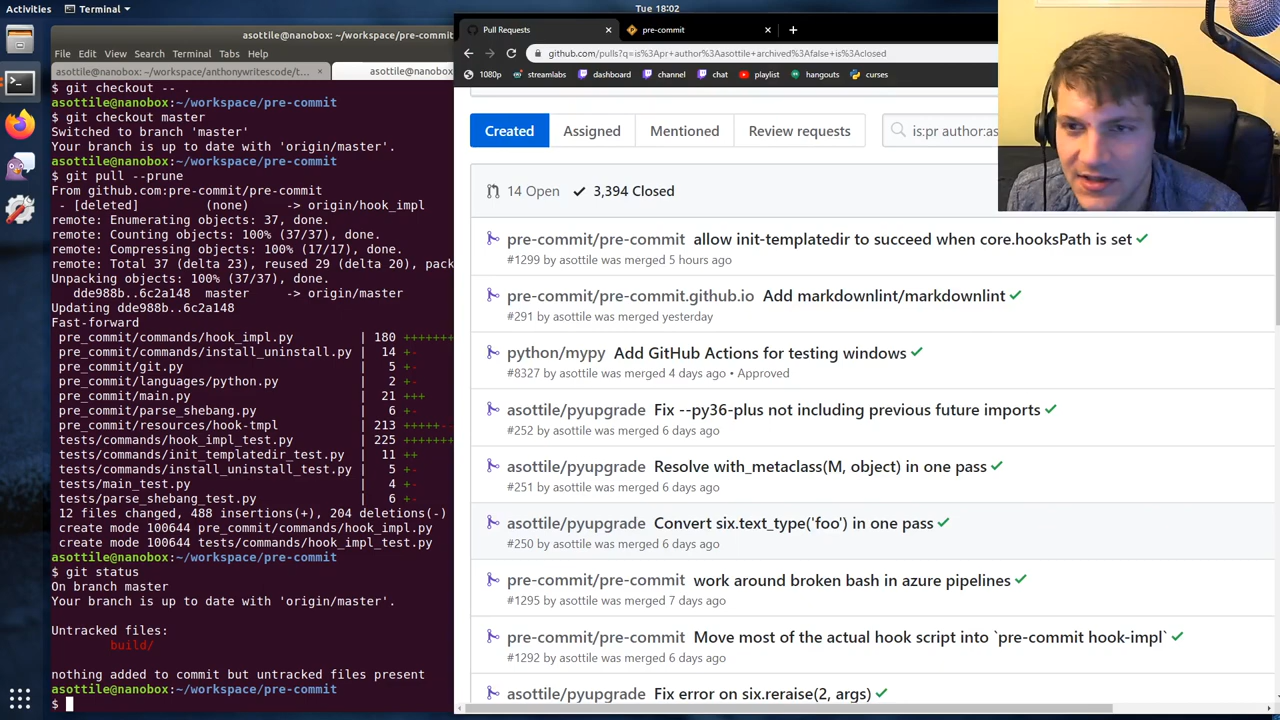 Activities
Terminal
Tue 18:02
asottile@nanobox: ~/workspace/pre-commit
File Edit View Search Terminal Tabs Help
asottile@nanobox: ~/workspace/anthonywritescode/t...
asottile@nanobox
$ git checkout -- .
asottile@nanobox:~/workspace/pre-commit
$ git checkout master
Switched to branch 'master'
Your branch is up to date with 'origin/master'.
asottile@nanobox:~/workspace/pre-commit
$ git pull --prune
From github.com:pre-commit/pre-commit
- [deleted] (none) -> origin/hook_impl
remote: Enumerating objects: 37, done.
remote: Counting objects: 100% (37/37), done.
remote: Compressing objects: 100% (17/17), done.
remote: Total 37 (delta 23), reused 29 (delta 20), pack
Unpacking objects: 100% (37/37), done.
dde988b..6c2a148 master -> origin/master
Updating dde988b..6c2a148
Fast-forward
pre_commit/commands/hook_impl.py | 180 +++++++
pre_commit/commands/install_uninstall.py | 14 +-
pre_commit/git.py | 5 +-
pre_commit/languages/python.py | 2 +-
pre_commit/main.py | 21 +++
pre_commit/parse_shebang.py | 6 +-
pre_commit/resources/hook-tmpl | 213 +++++--
tests/commands/hook_impl_test.py | 225 +++++++
tests/commands/init_templatedir_test.py | 11 ++
tests/commands/install_uninstall_test.py | 5 +-
tests/main_test.py | 4 +-
tests/parse_shebang_test.py | 6 +-
12 files changed, 488 insertions(+), 204 deletions(-)
create mode 100644 pre_commit/commands/hook_impl.py
create mode 100644 tests/commands/hook_impl_test.py
asottile@nanobox:~/workspace/pre-commit
$ git status
On branch master
Your branch is up to date with 'origin/master'.
Untracked files:
build/
nothing added to commit but untracked files present
asottile@nanobox:~/workspace/pre-commit
$
Pull Requests
pre-commit
github.com/pulls?q=is%3Apr+author%3Aasottile+archived%3Afalse+is%3Aclosed
1080p streamlabs dashboard channel chat playlist hangouts curses
Created Assigned Mentioned Review requests
is:pr author:as
14 Open 3,394 Closed
pre-commit/pre-commit allow init-templatedir to succeed when core.hooksPath is set
#1299 by asottile was merged 5 hours ago
pre-commit/pre-commit.github.io Add markdownlint/markdownlint
#291 by asottile was merged yesterday
python/mypy Add GitHub Actions for testing windows
#8327 by asottile was merged 4 days ago • Approved
asottile/pyupgrade Fix --py36-plus not including previous future imports
#252 by asottile was merged 6 days ago
asottile/pyupgrade Resolve with_metaclass(M, object) in one pass
#251 by asottile was merged 6 days ago
asottile/pyupgrade Convert six.text_type('foo') in one pass
#250 by asottile was merged 6 days ago
pre-commit/pre-commit work around broken bash in azure pipelines
#1295 by asottile was merged 7 days ago
pre-commit/pre-commit Move most of the actual hook script into `pre-commit hook-impl`
#1292 by asottile was merged 6 days ago
asottile/pyupgrade Fix error on six.reraise(2, args)